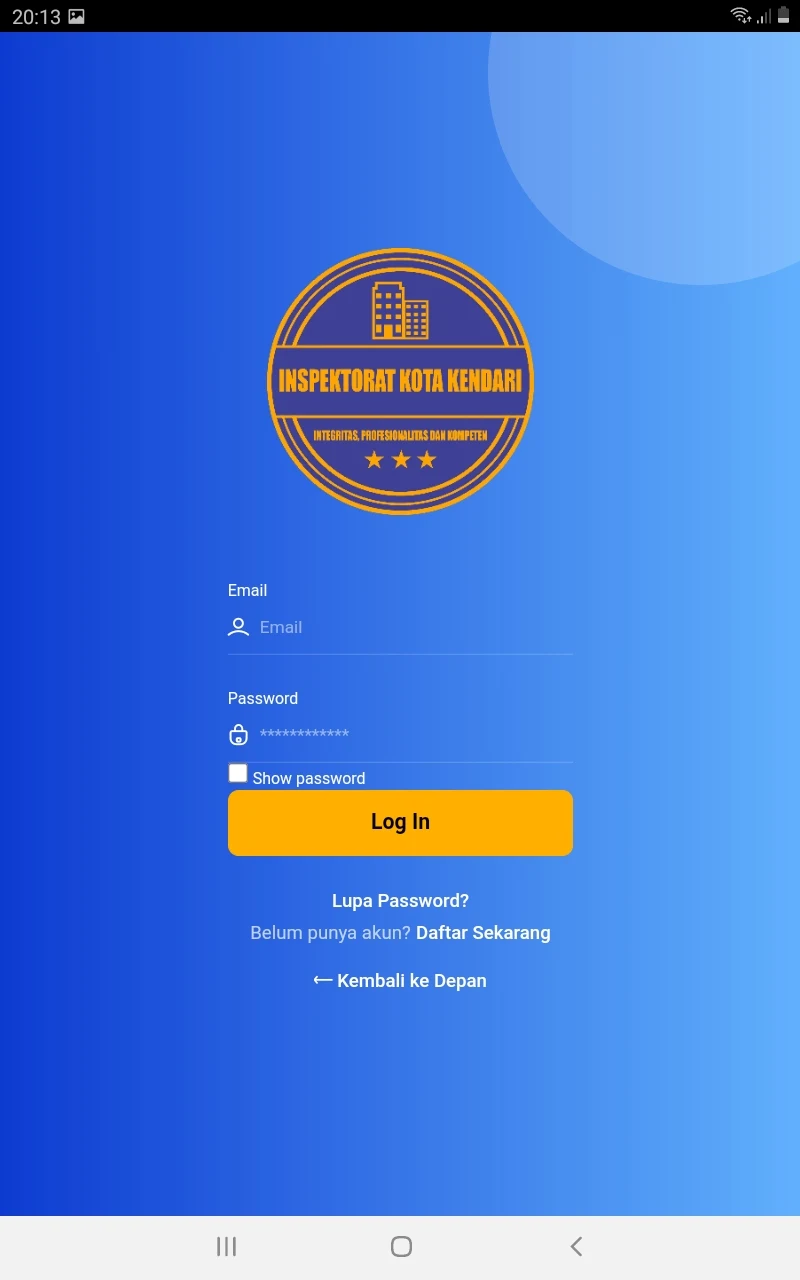 20:13
INSPEKTORAT KOTA KENDARI
INTEGRITAS, PROFESIONALITAS DAN KOMPETEN
Email
Email
Password
************
Show password
Log In
Lupa Password?
Belum punya akun? Daftar Sekarang
← Kembali ke Depan